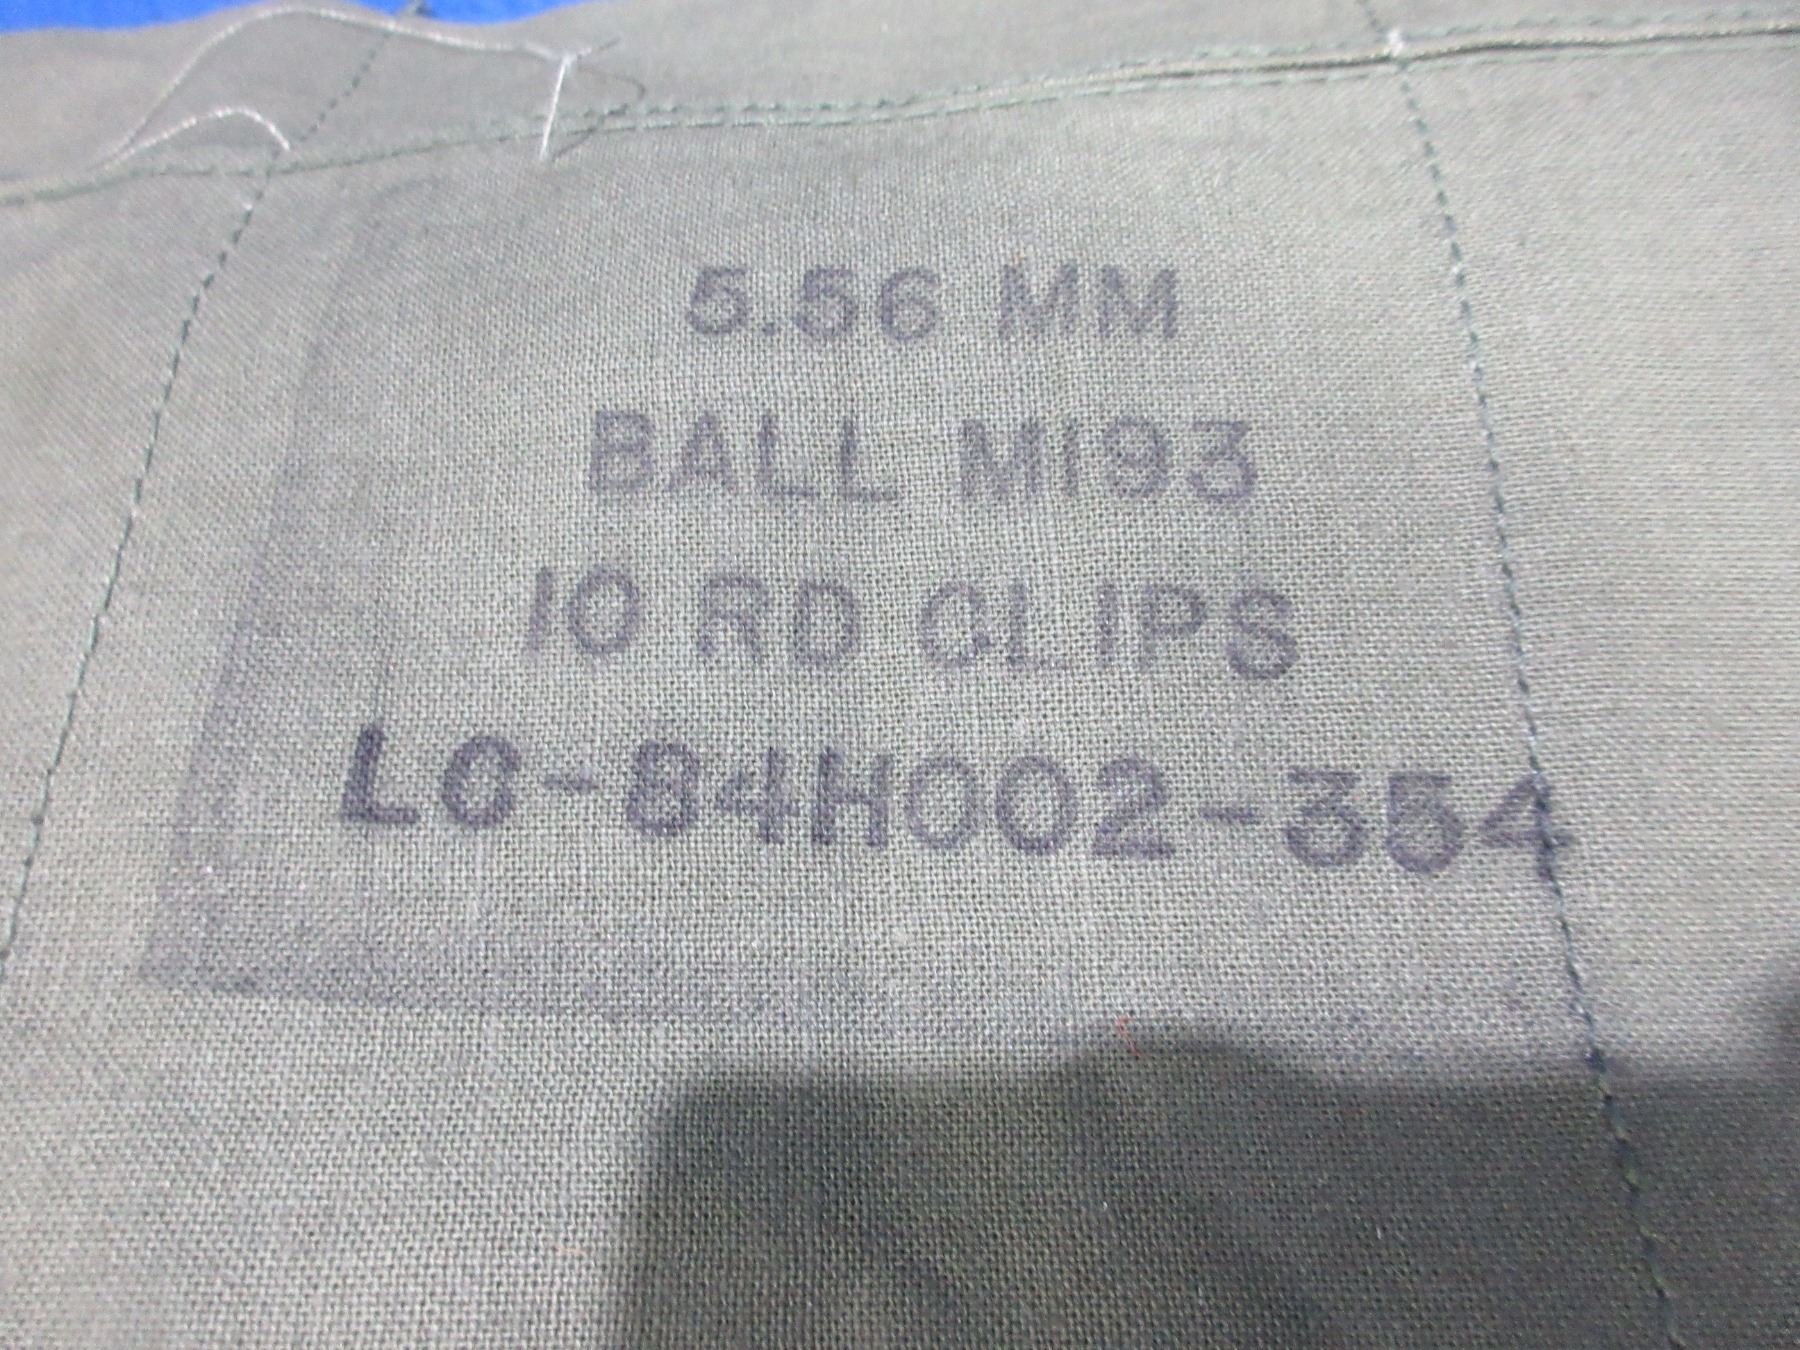 5.56 MM
BALL M193
10 RD CLIPS
LC-84H002-354